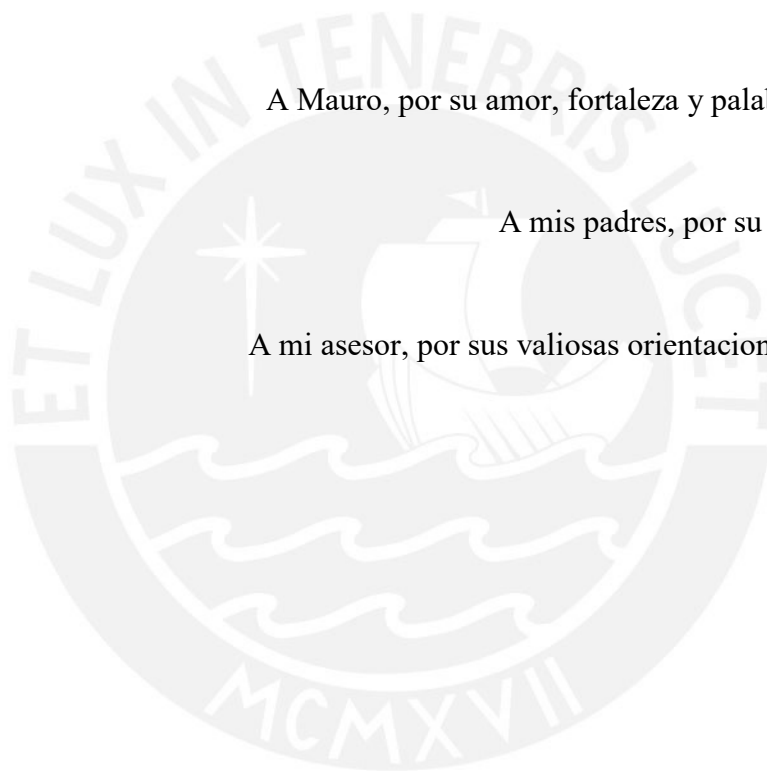 ET LUX IN TENEBRIS LUCET
A Mauro, por su amor, fortaleza y
A mis padres, por su
A mi asesor, por sus valiosas
MCMXVII